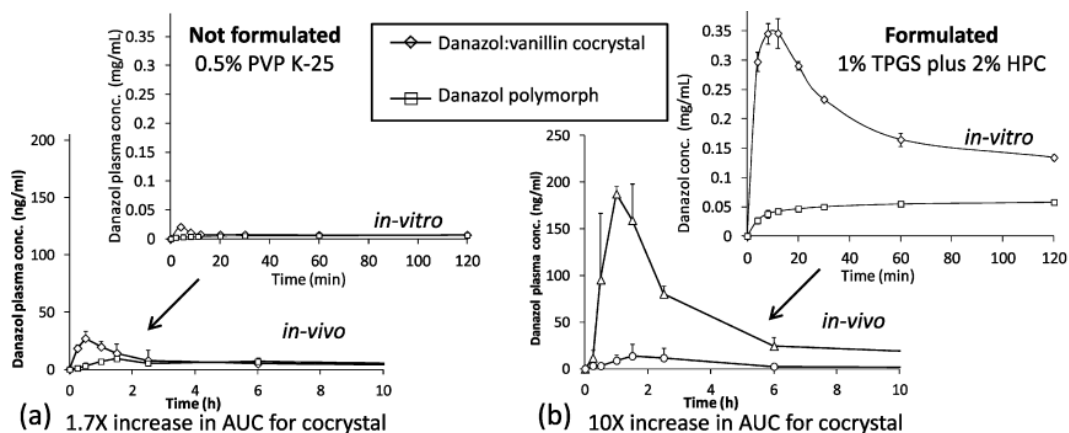 Not formulated
0.5% PVP K-25
Danazol:vanillin cocrystal
Danazol polymorph
Formulated
1% TPGS plus 2% HPC
Danazol plasma conc. (mg/mL)
0.35
0.3
0.25
0.2
0.15
0.1
0.05
0
0 20 40 60 80 100 120
Time (min)
in-vitro
Danazol plasma conc. (ng/ml)
200
150
100
50
0
0 2 4 6 8 10
Time (h)
in-vivo
(a) 1.7X increase in AUC for cocrystal
Danazol conc. (mg/mL)
0.35
0.3
0.25
0.2
0.15
0.1
0.05
0
0 20 40 60 80 100 120
Time (min)
in-vitro
Danazol plasma conc. (ng/ml)
250
200
150
100
50
0
0 2 4 6 8 10
Time (h)
in-vivo
(b) 10X increase in AUC for cocrystal